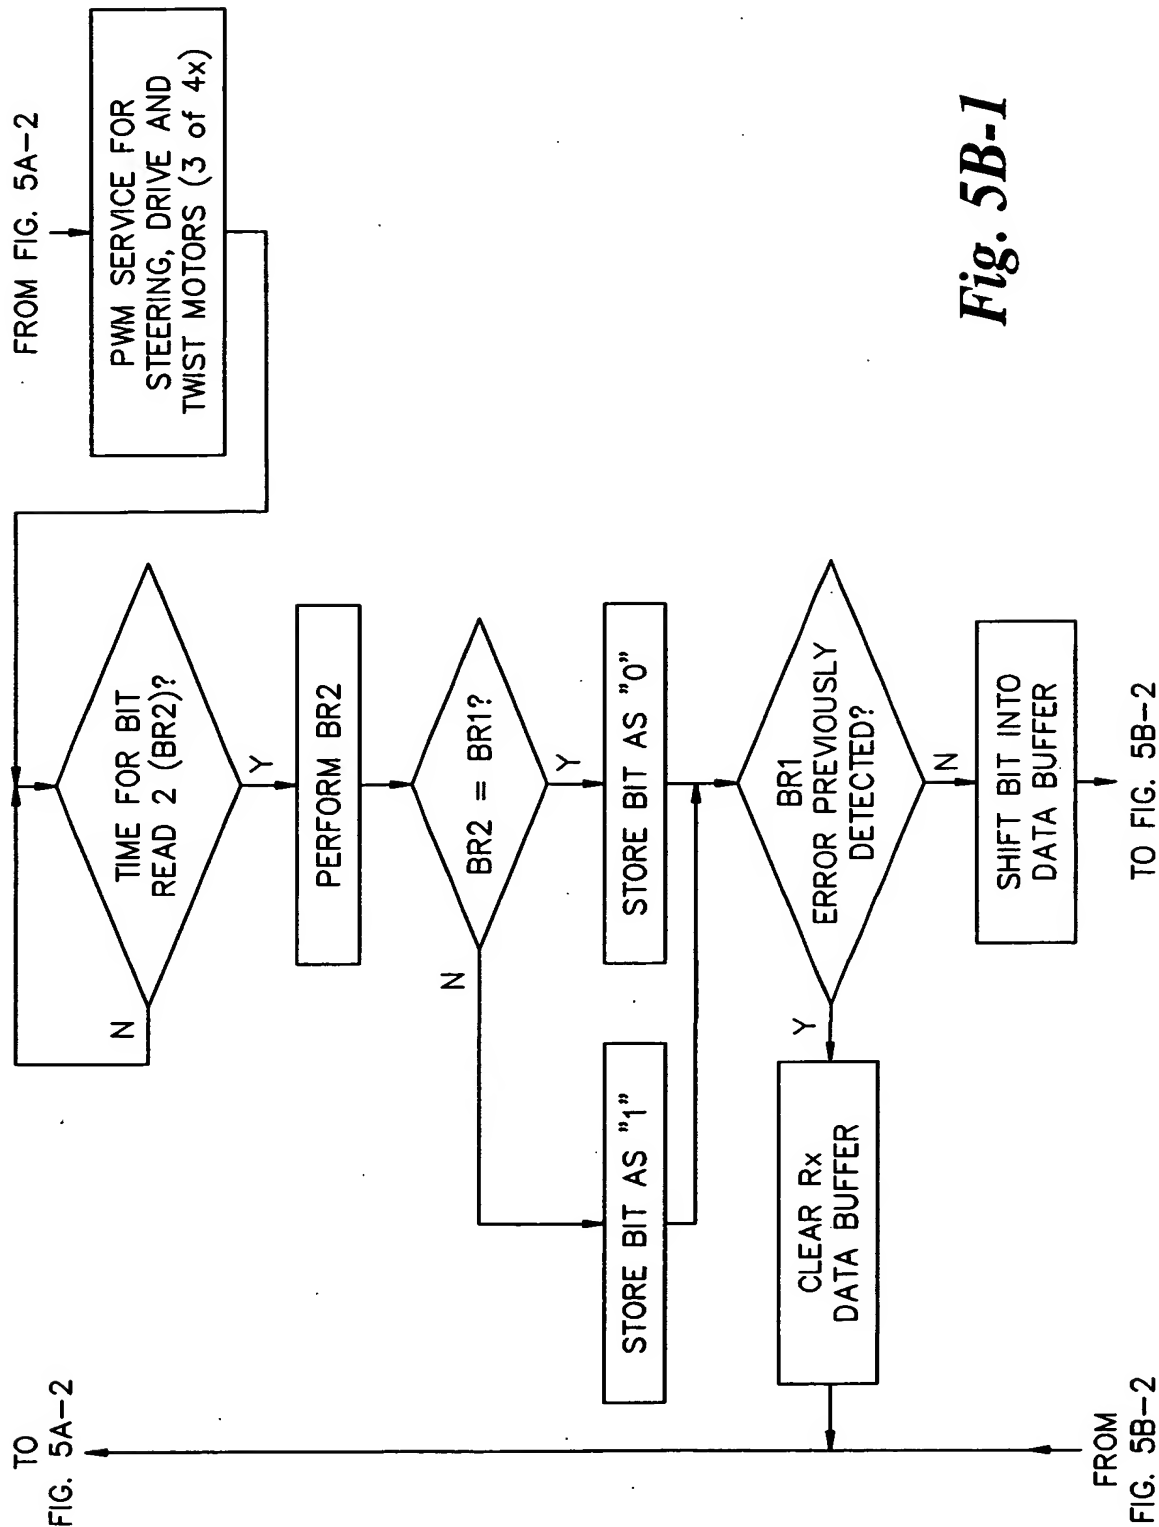 TO
FIG. 5A-2
FROM FIG. 5A-2
PWM SERVICE FOR
STEERING, DRIVE AND
TWIST MOTORS (3 of 4x)
TIME FOR BIT
READ 2 (BR2)?
N
Y
PERFORM BR2
BR2 = BR1?
N
Y
STORE BIT AS "1"
STORE BIT AS "0"
BR1
ERROR PREVIOUSLY
DETECTED?
Y
N
CLEAR Rx
DATA BUFFER
SHIFT BIT INTO
DATA BUFFER
FROM
FIG. 5B-2
TO FIG. 5B-2
Fig. 5B-1